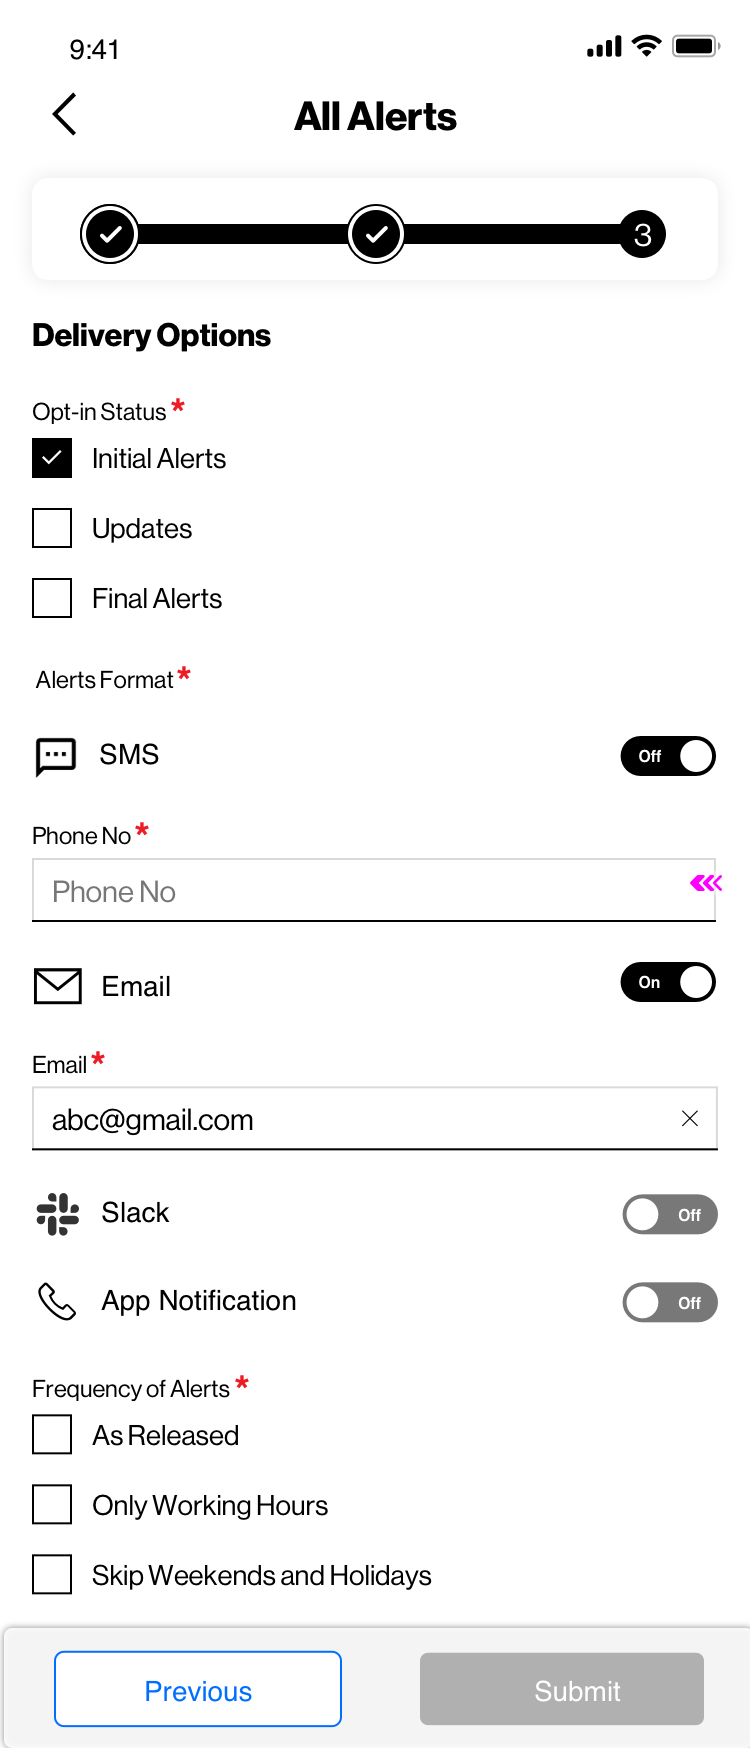 9:41
All Alerts
3
Delivery Options
Opt-in Status *
Initial Alerts
Updates
Final Alerts
Alerts Format *
SMS
Off
Phone No *
Phone No
Email
On
Email *
abc@gmail.com
Slack
Off
App Notification
Off
Frequency of Alerts *
As Released
Only Working Hours
Skip Weekends and Holidays
Previous
Submit